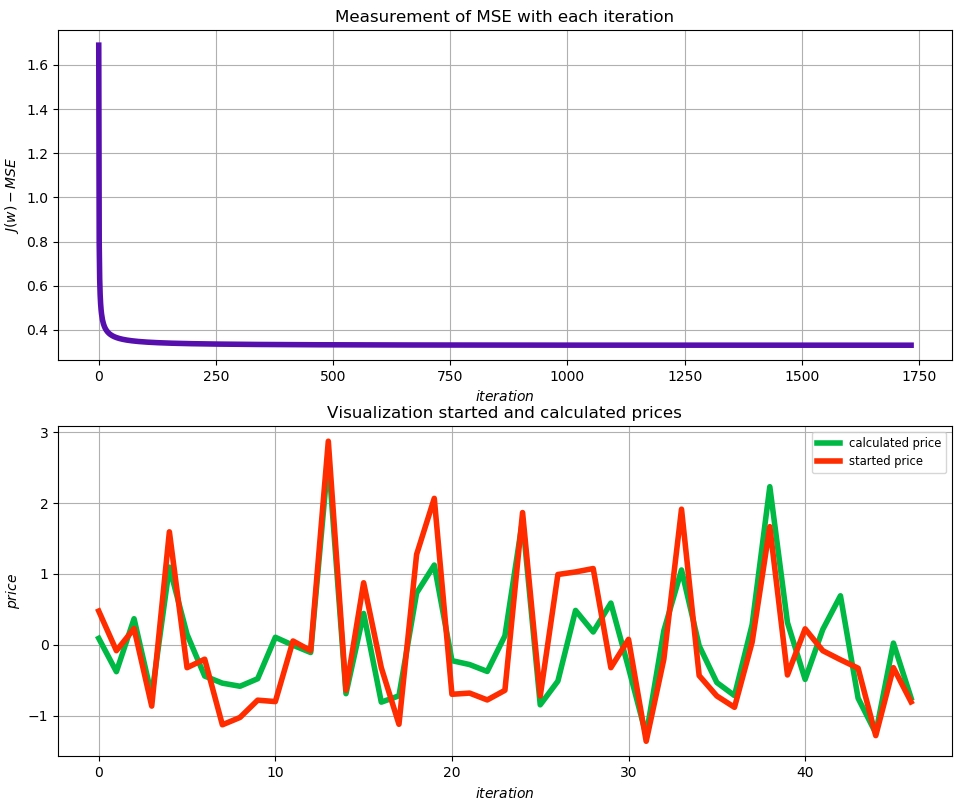 Measurement of MSE with each iteration
J(w) − MSE
1.6
1.4
1.2
1.0
0.8
0.6
0.4
0 250 500 750 1000 1250 1500 1750
iteration
Visualization started and calculated prices
price
3
2
1
0
−1
calculated price
started price
0 10 20 30 40
iteration